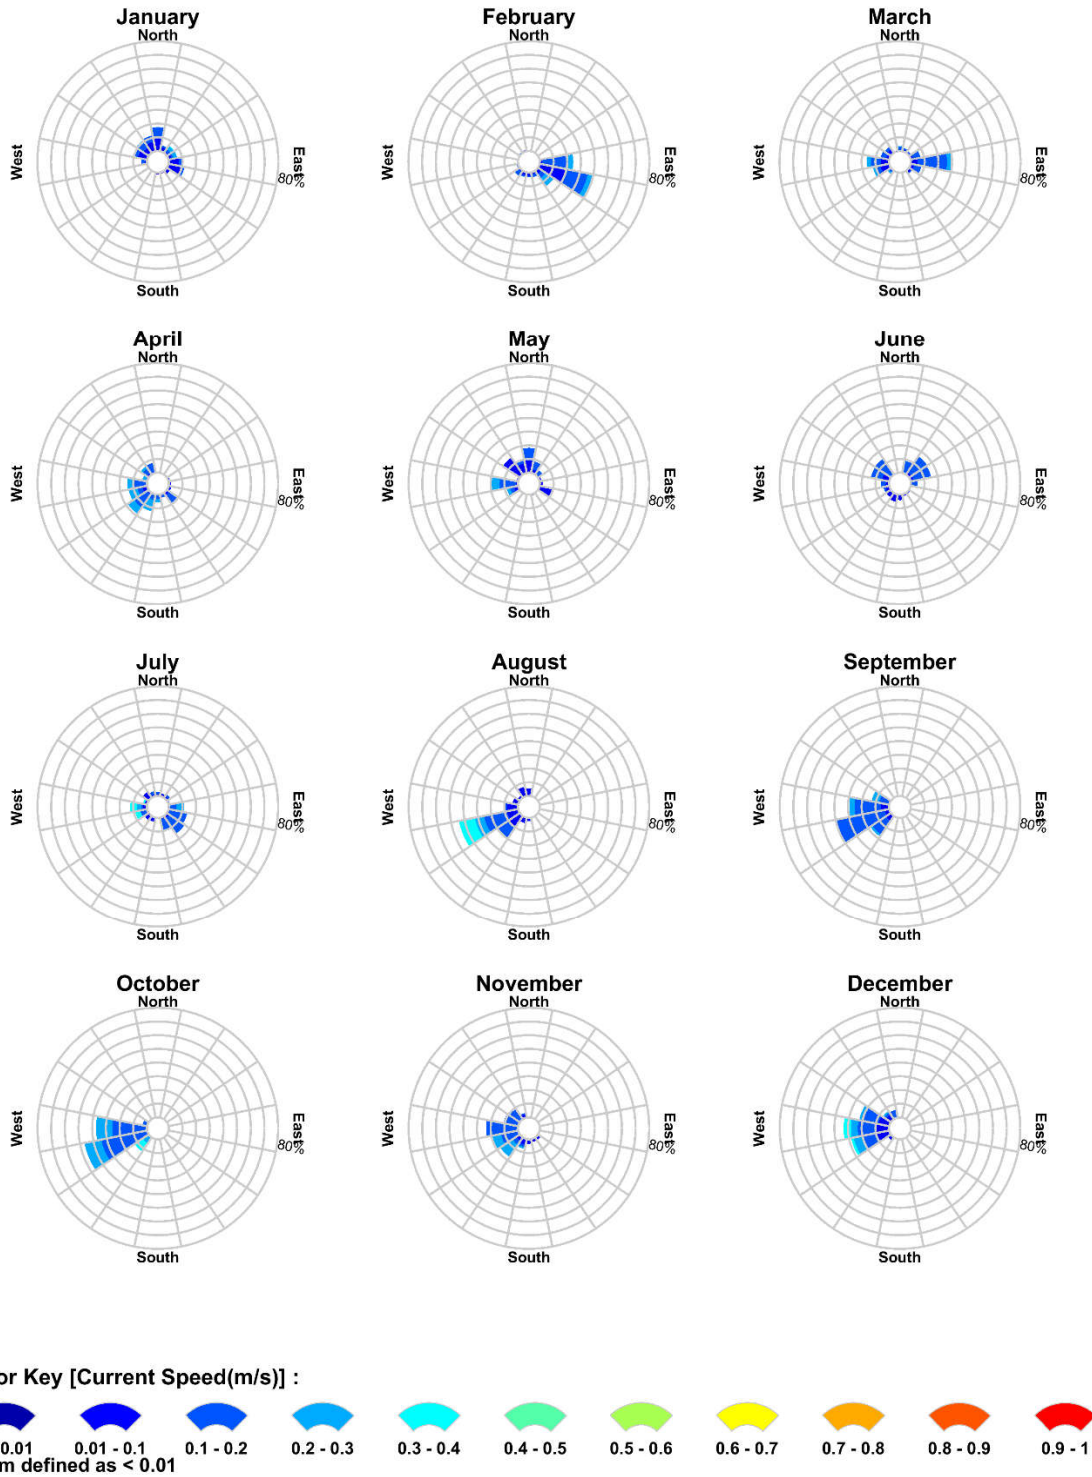 January February March
North North North
West East 80% West East 80% West East 80%
South South South
April May June
North North North
West East 80% West East 80% West East 80%
South South South
July August September
North North North
West East 80% West East 80% West East 80%
South South South
October November December
North North North
West East 80% West East 80% West East 80%
South South South
or Key [Current Speed(m/s)] :
0.01 0.01 - 0.1 0.1 - 0.2 0.2 - 0.3 0.3 - 0.4 0.4 - 0.5 0.5 - 0.6 0.6 - 0.7 0.7 - 0.8 0.8 - 0.9 0.9 - 1
m defined as < 0.01